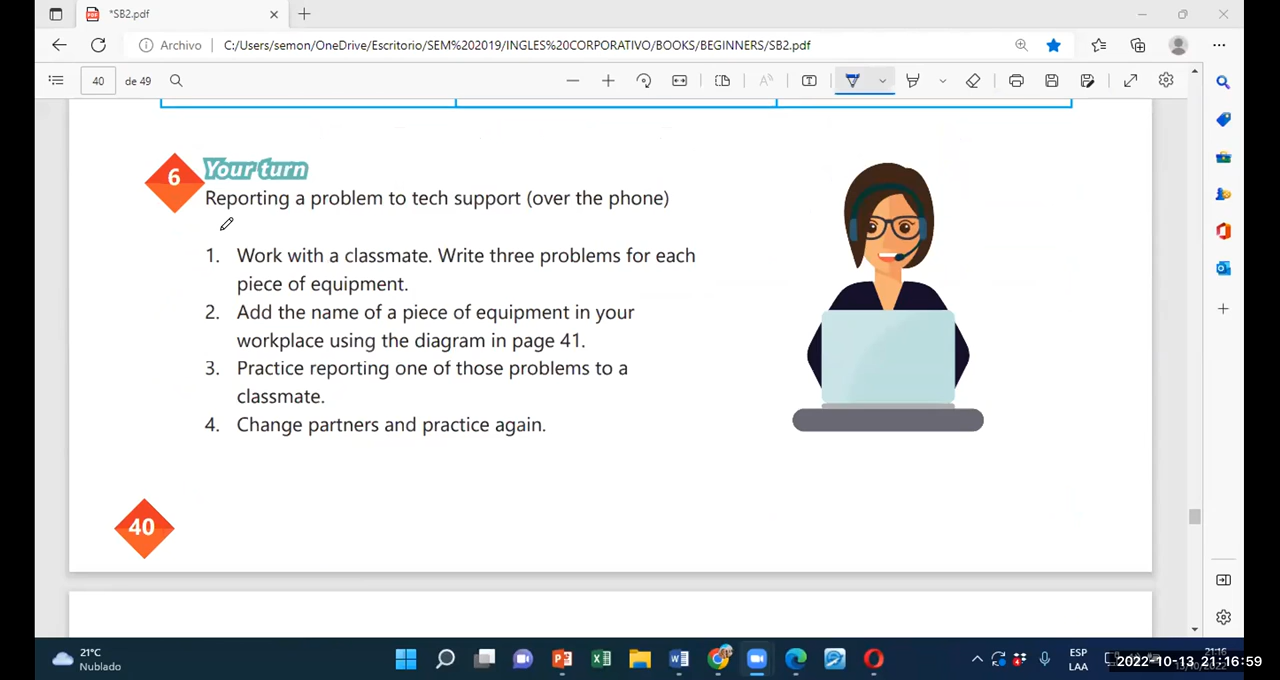 *SB2.pdf
Archivo
C:/Users/semon/OneDrive/Escritorio/SEM%202019/INGLES%20CORPORATIVO/BOOKS/BEGINNERS/SB2.pdf
40
de 49
6
Your turn
Reporting a problem to tech support (over the phone)
1. Work with a classmate. Write three problems for each
piece of equipment.
2. Add the name of a piece of equipment in your
workplace using the diagram in page 41.
3. Practice reporting one of those problems to a
classmate.
4. Change partners and practice again.
40
21°C
Nublado
ESP
LAA
21:16
2022-10-13 21:16:59